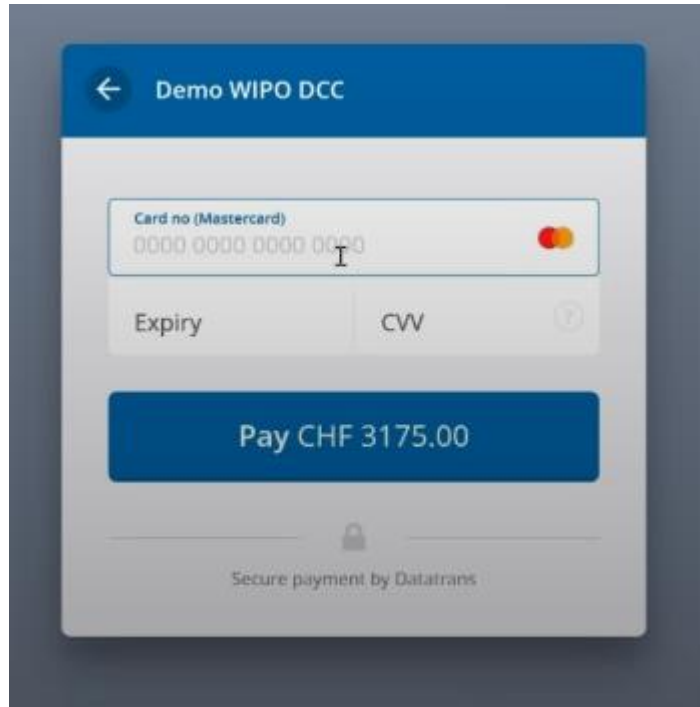 Demo WIPO DCC
Card no (Mastercard)
0000 0000 0000 0000
Expiry CVV ?
Pay CHF 3175.00
Secure payment by Datatrans